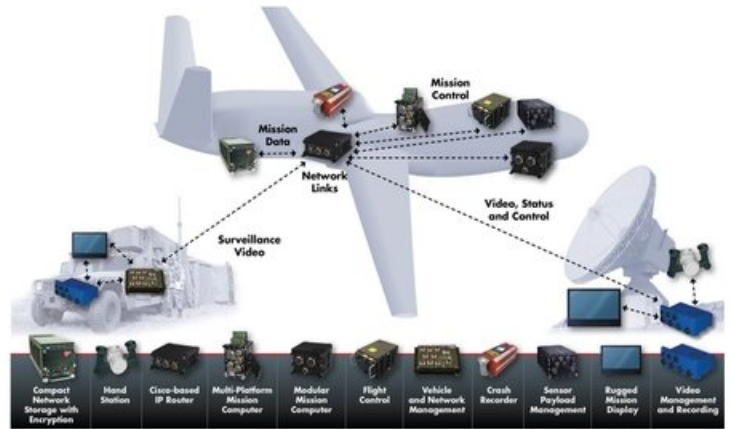 Mission
Control
Mission
Data
Network
Links
Video, Status
and Control
Surveillance
Video
Compact
Network
Storage with
Encryption
Hand
Station
Cisco-based
IP Router
Multi-Platform
Mission
Computer
Modular
Mission
Computer
Flight
Control
Vehicle
and Network
Management
Crash
Recorder
Sensor
Payload
Management
Rugged
Mission
Display
Video
Management
and Recording